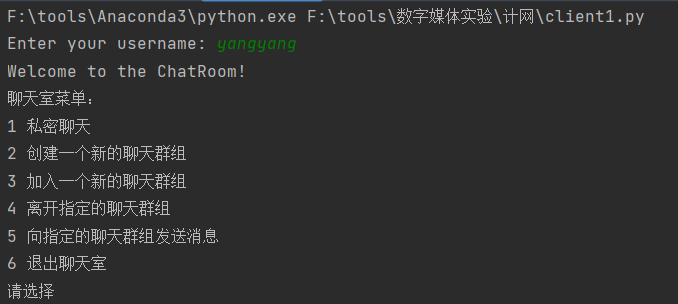 F:\tools\Anaconda3\python.exe F:\tools\数字媒体实验\计网\client1.py
Enter your username: yangyang
Welcome to the ChatRoom!
聊天室菜单:
1 私密聊天
2 创建一个新的聊天群组
3 加入一个新的聊天群组
4 离开指定的聊天群组
5 向指定的聊天群组发送消息
6 退出聊天室
请选择